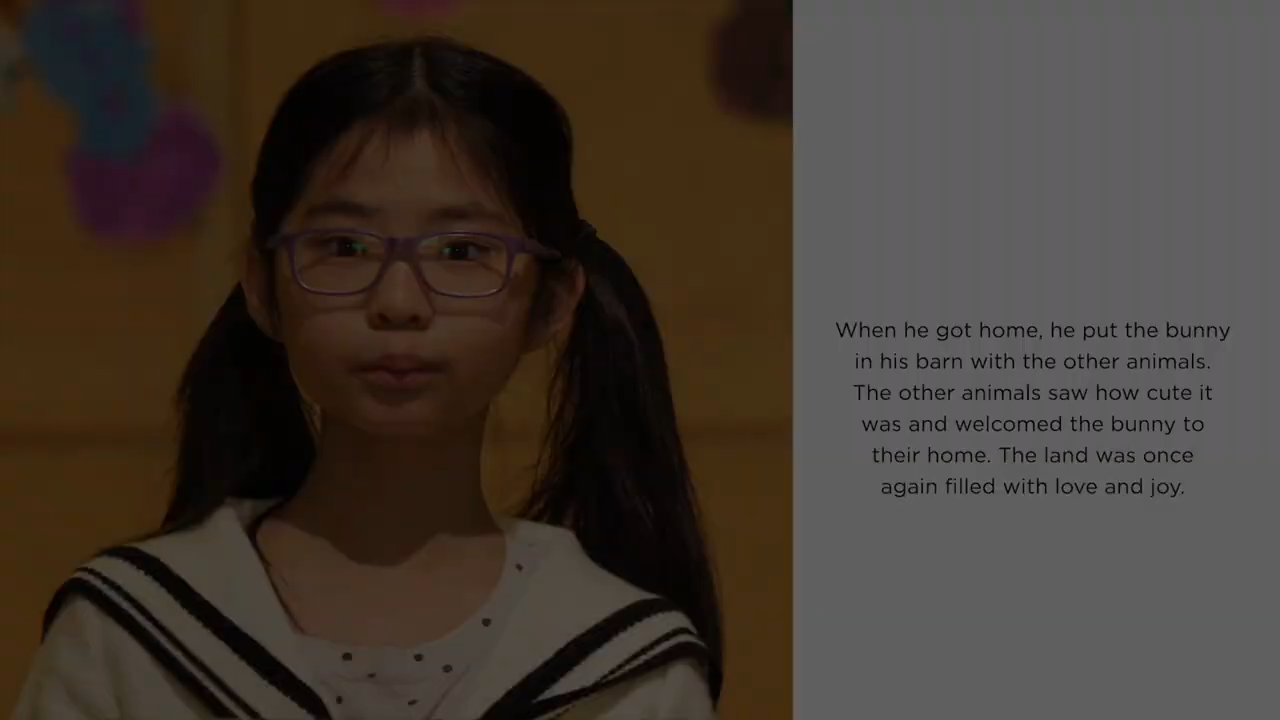 When he got home, he put the bunny
in his barn with the other animals.
The other animals saw how cute it
was and welcomed the bunny to
their home. The land was once
again filled with love and joy.